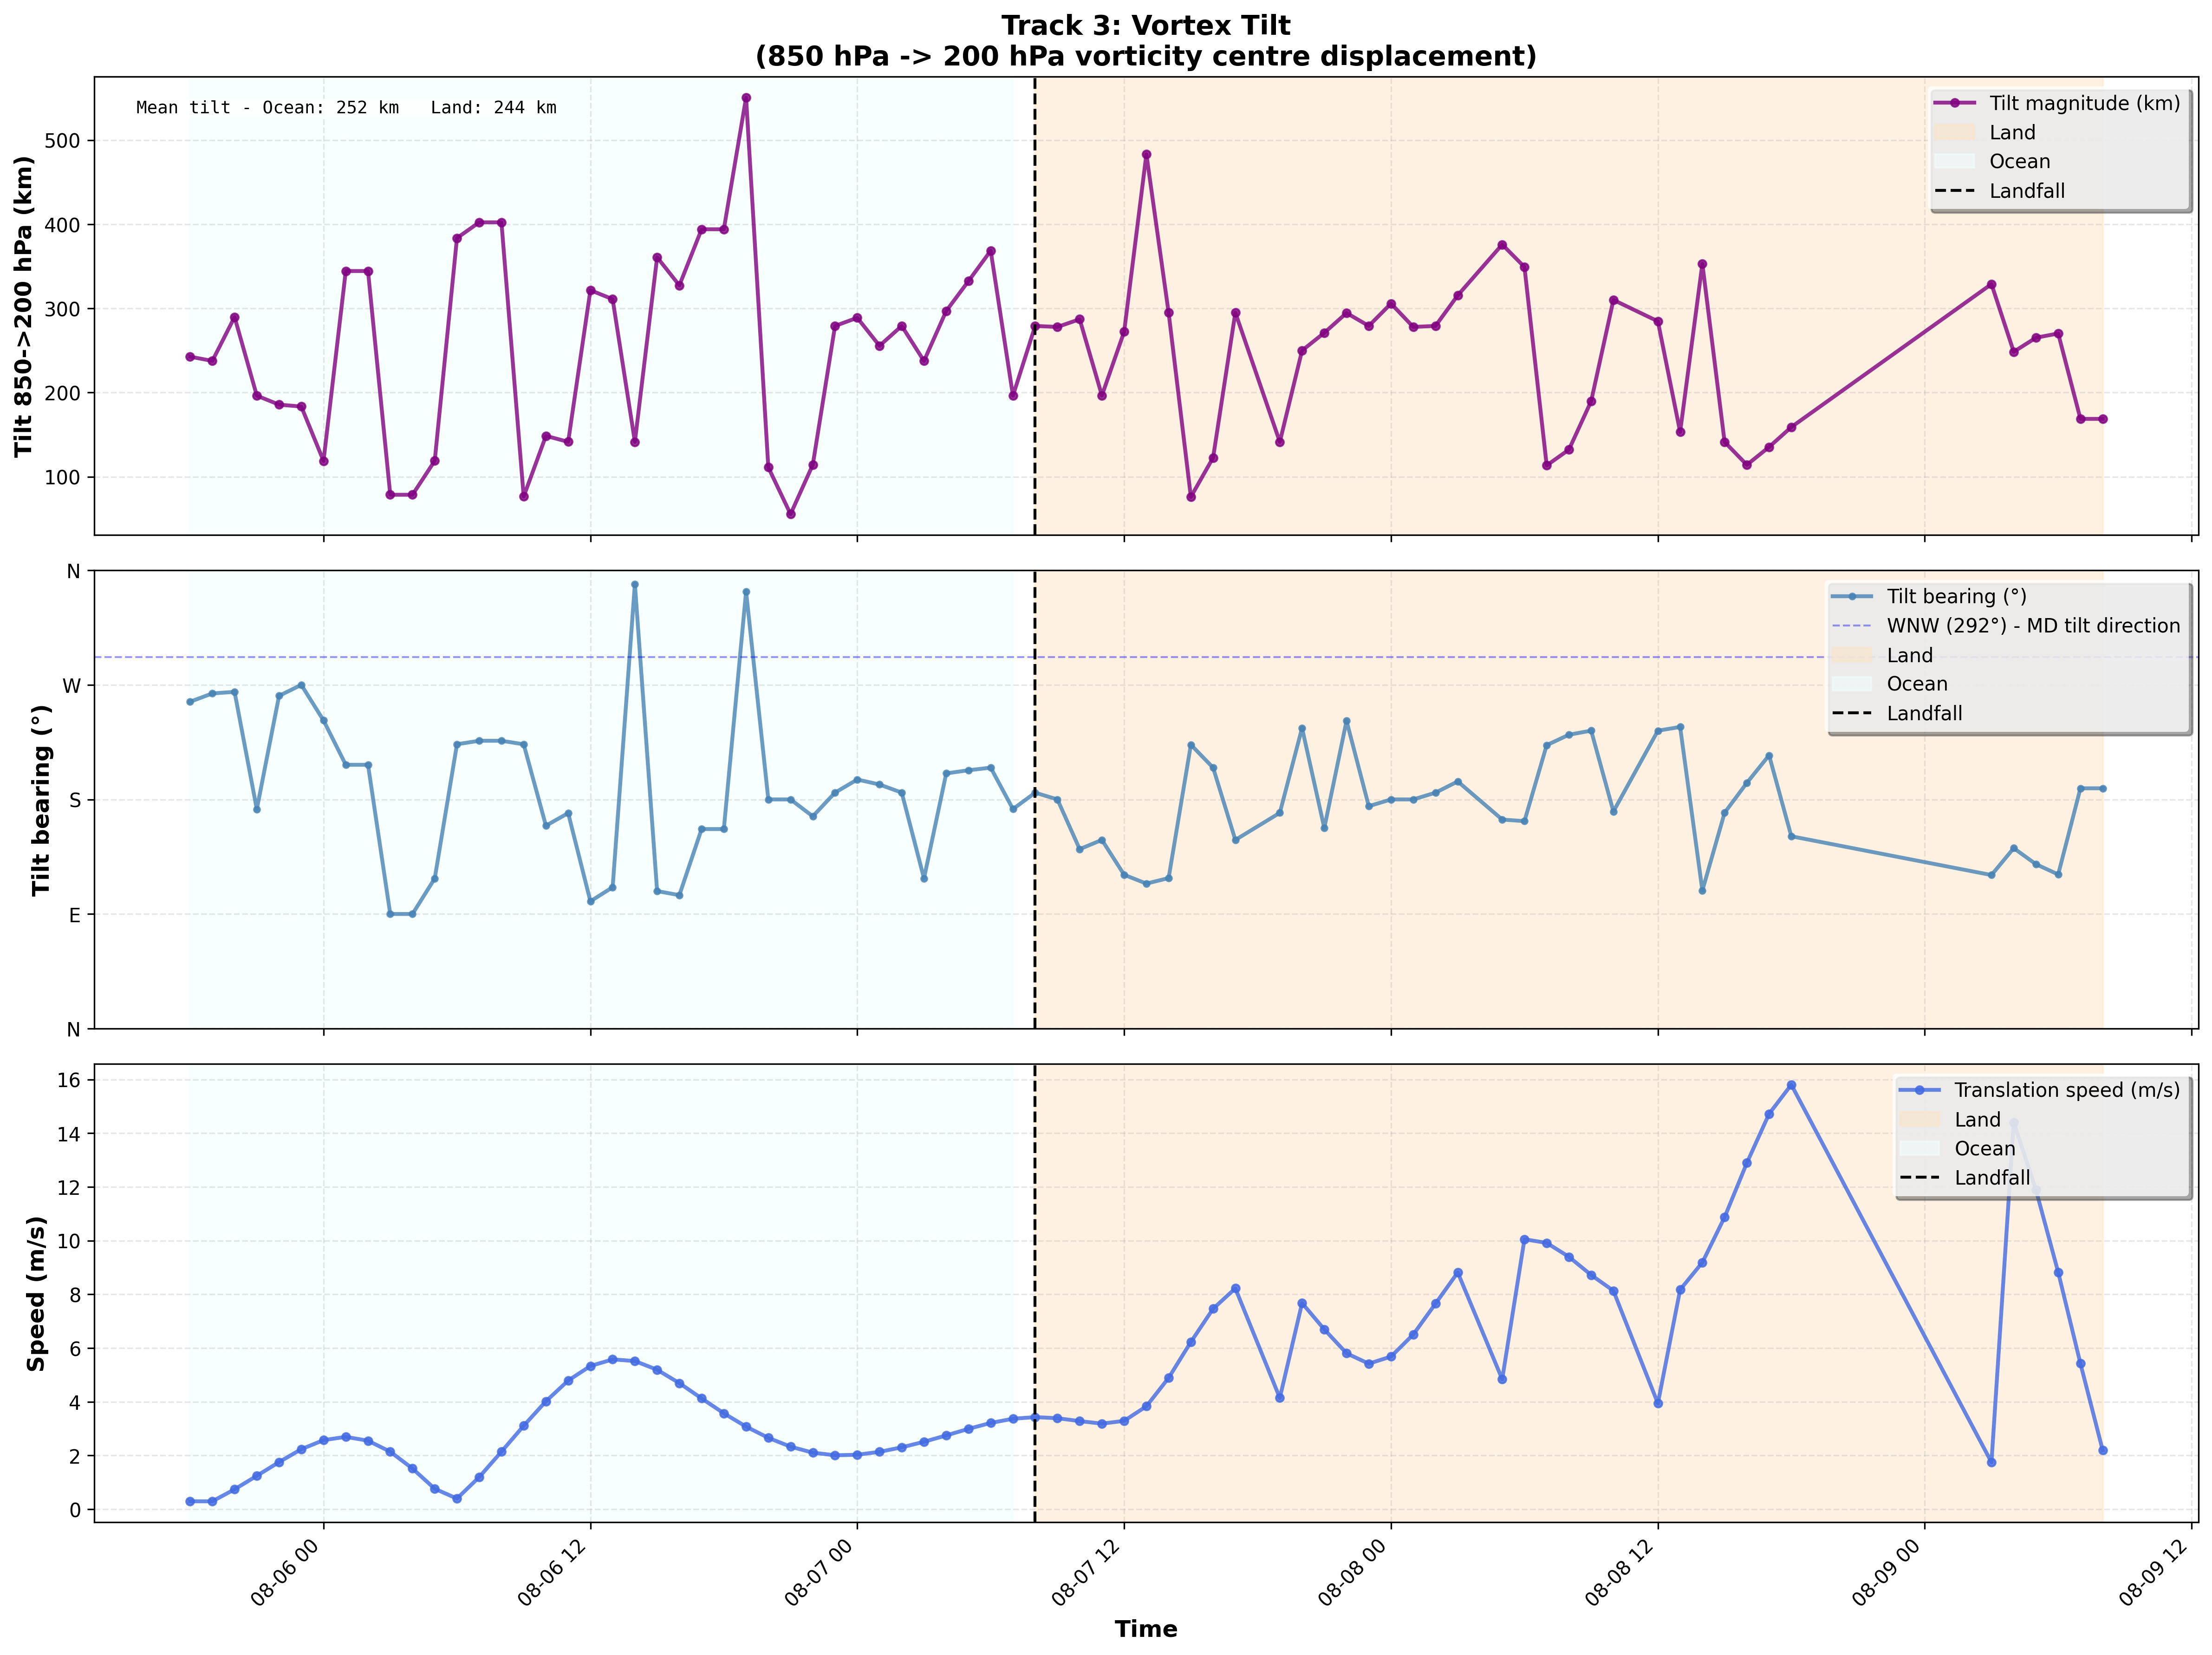 Track 3: Vortex Tilt
(850 hPa -> 200 hPa vorticity centre displacement)
Tilt 850->200 hPa (km)
500
400
300
200
100
Mean tilt - Ocean: 252 km   Land: 244 km
Tilt magnitude (km)
Land
Ocean
Landfall
Tilt bearing (°)
N
W
S
E
N
Tilt bearing (°)
WNW (292°) - MD tilt direction
Land
Ocean
Landfall
Speed (m/s)
16
14
12
10
8
6
4
2
0
Translation speed (m/s)
Land
Ocean
Landfall
08-06 00
08-06 12
08-07 00
08-07 12
08-08 00
08-08 12
08-09 00
08-09 12
Time